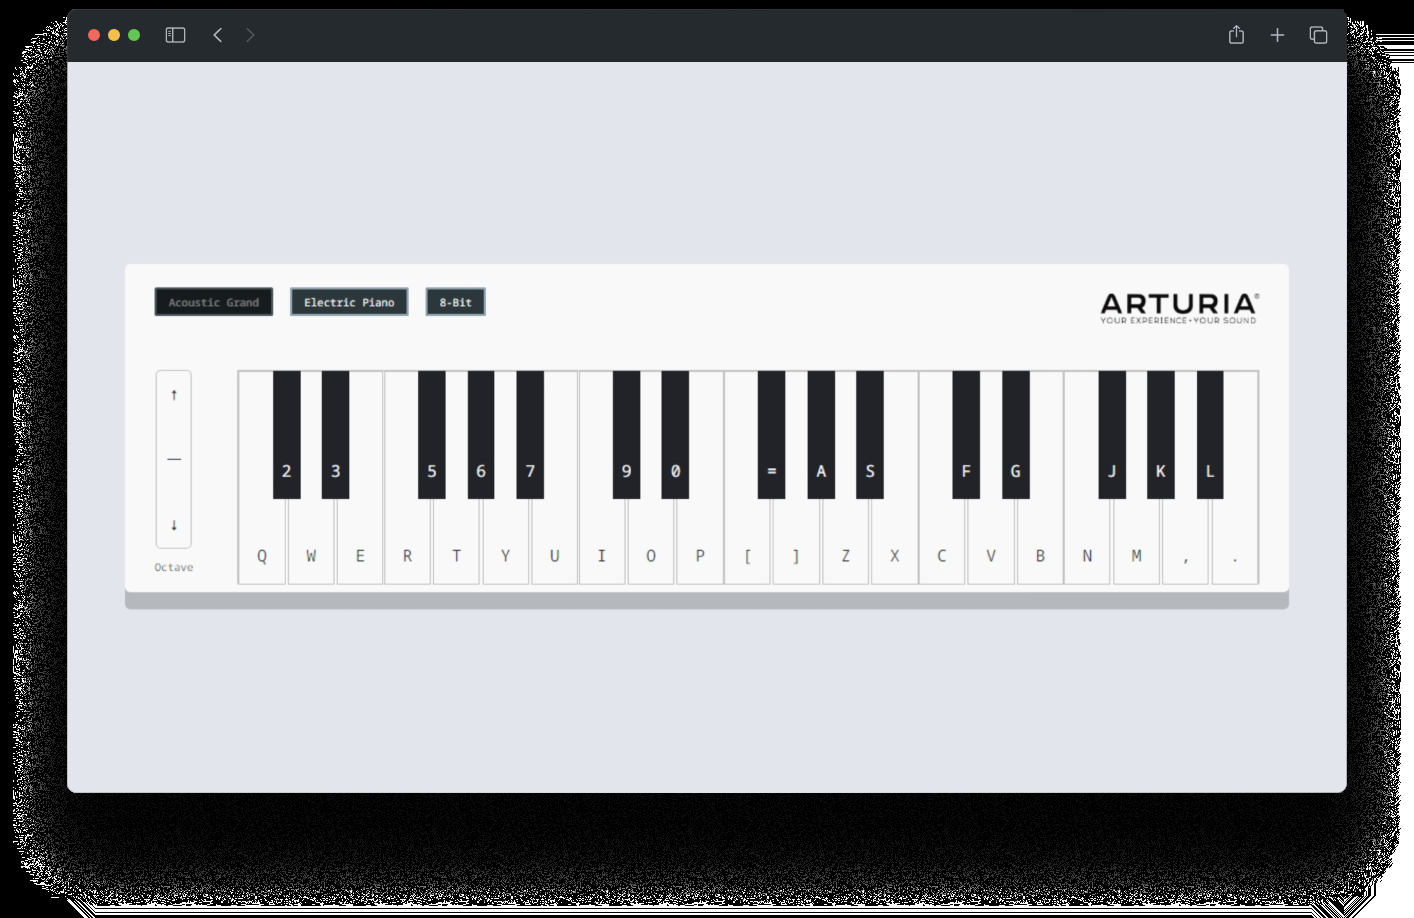 Acoustic Grand Electric Piano 8-Bit
ARTURIA®
YOUR EXPERIENCE • YOUR SOUND
↑
—
↓
Octave
2 3 5 6 7 9 0 = A S F G J K L
Q W E R T Y U I O P [ ] Z X C V B N M , .